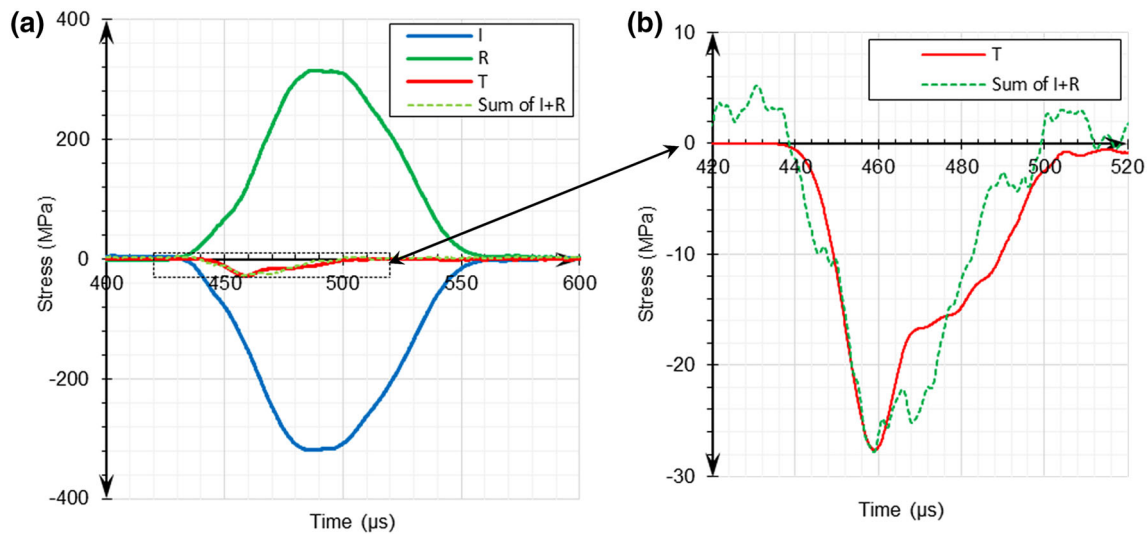 (a)
400
200
0
-200
-400
Stress (MPa)
400 450 500 550 600
Time (µs)
I
R
T
Sum of I+R
(b)
10
0
-10
-20
-30
Stress (MPa)
420 440 460 480 500 520
Time (µs)
T
Sum of I+R